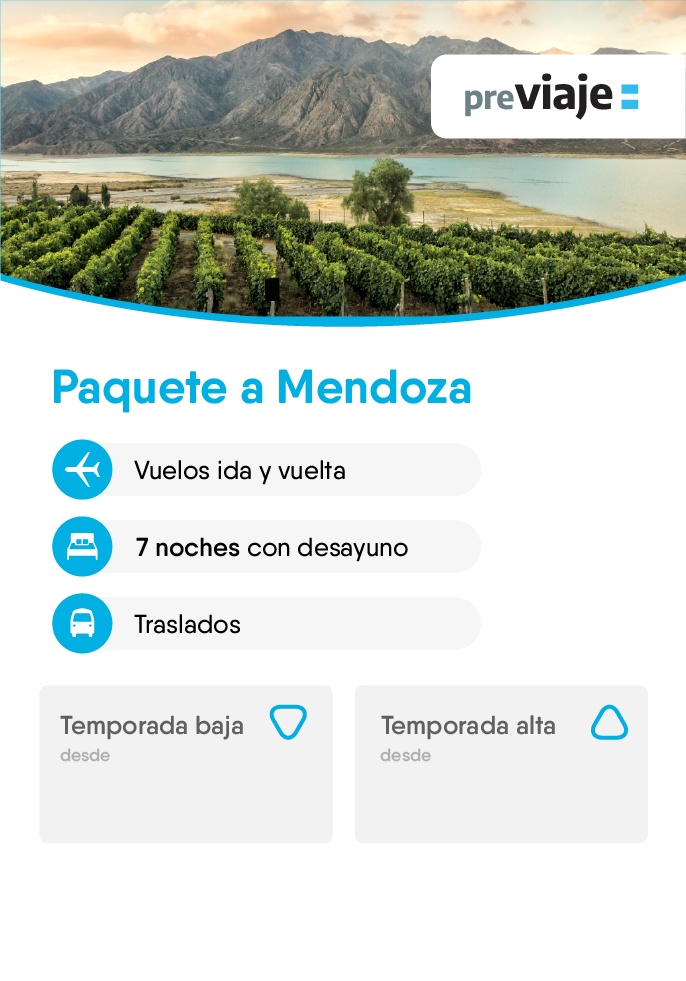 previaje
Paquete a Mendoza
Vuelos ida y vuelta
7 noches con desayuno
Traslados
Temporada baja
desde
Temporada alta
desde